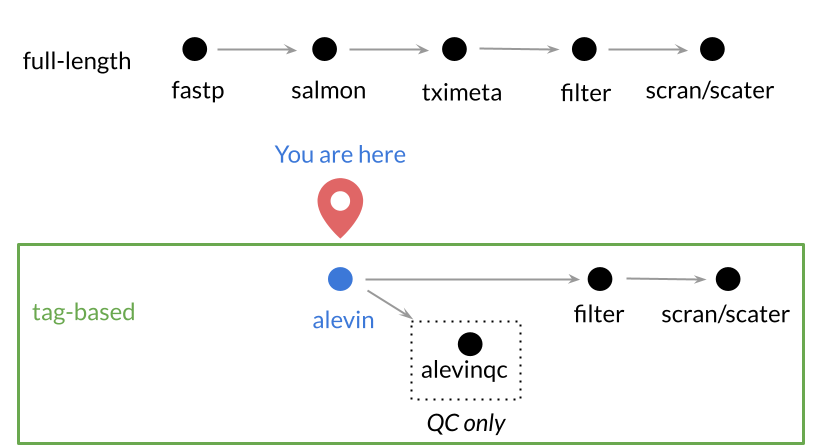 full-length
fastp
salmon
tximeta
filter
scran/scater
You are here
tag-based
alevin
filter
scran/scater
alevinqc
QC only